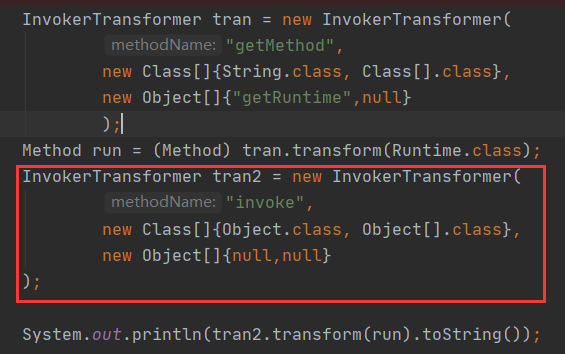 InvokerTransformer tran = new InvokerTransformer(
methodName: "getMethod",
new Class[]{String.class, Class[].class},
new Object[]{"getRuntime",null}
);
Method run = (Method) tran.transform(Runtime.class);
InvokerTransformer tran2 = new InvokerTransformer(
methodName: "invoke",
new Class[]{Object.class, Object[].class},
new Object[]{null,null}
);
System.out.println(tran2.transform(run).toString());